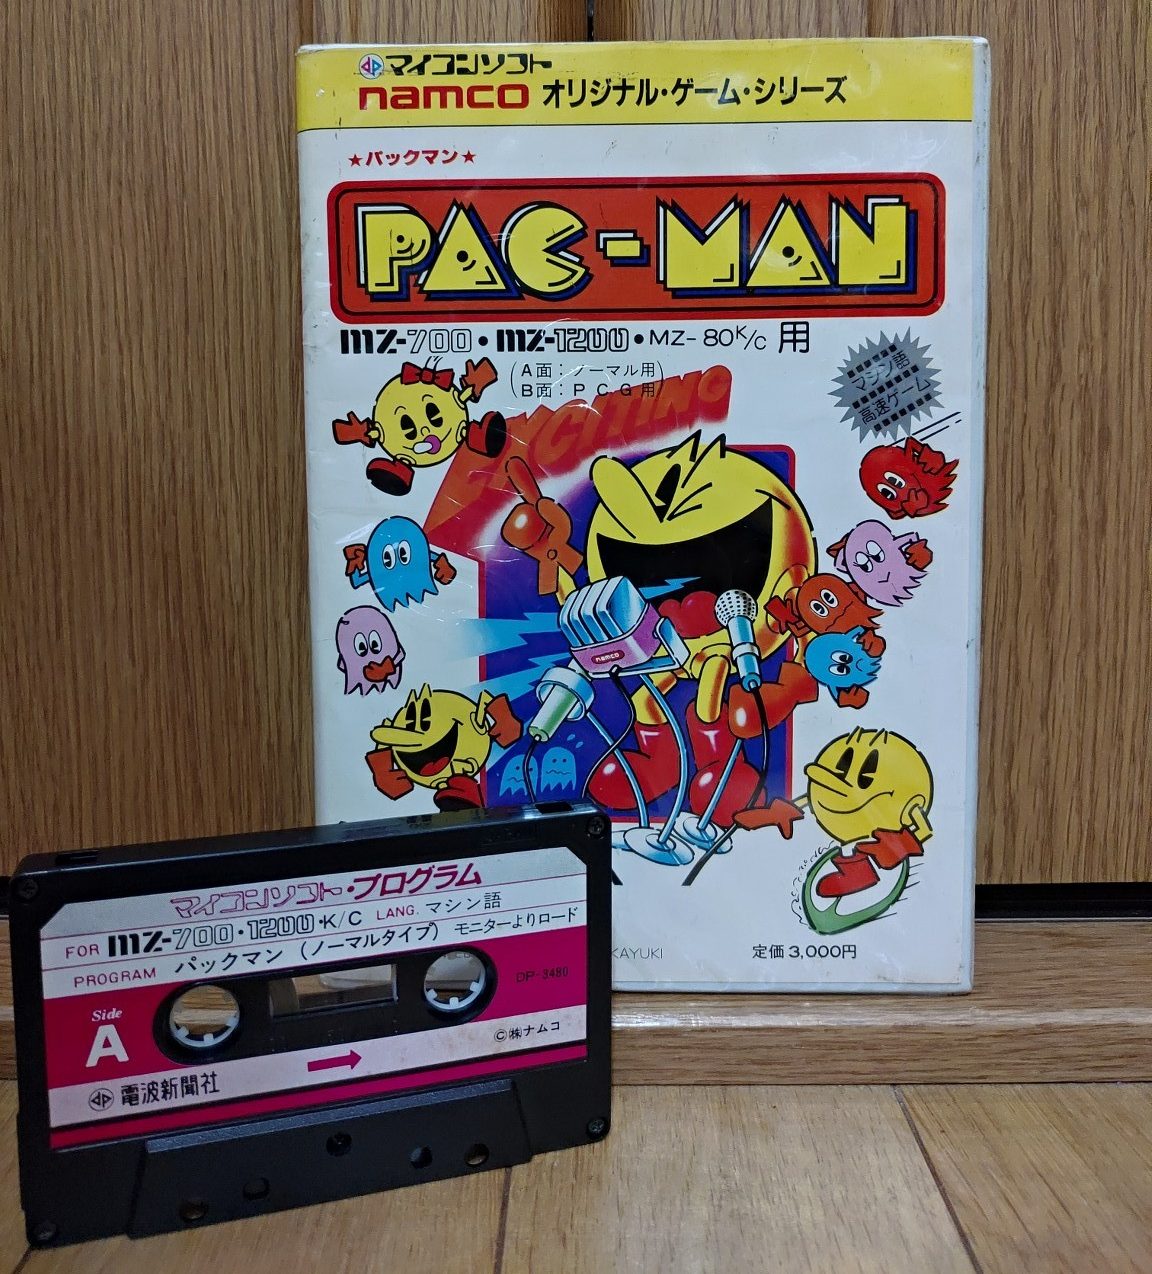 マイコンソフト
namco オリジナル・ゲーム・シリーズ
★パックマン★
PAC-MAN
mz-700・mz-1200・MZ-80K/C 用
(A面：ノーマル用
B面：PCG用)
マシン語
高速ゲーム
EXCITING
namco
KAYUKI
定価3,000円
マイコンソフト・プログラム
FOR mz-700・1200・K/C LANG. マシン語
PROGRAM パックマン (ノーマルタイプ) モニターよりロード
DP-3480
Side
A
©㈱ナムコ
電波新聞社